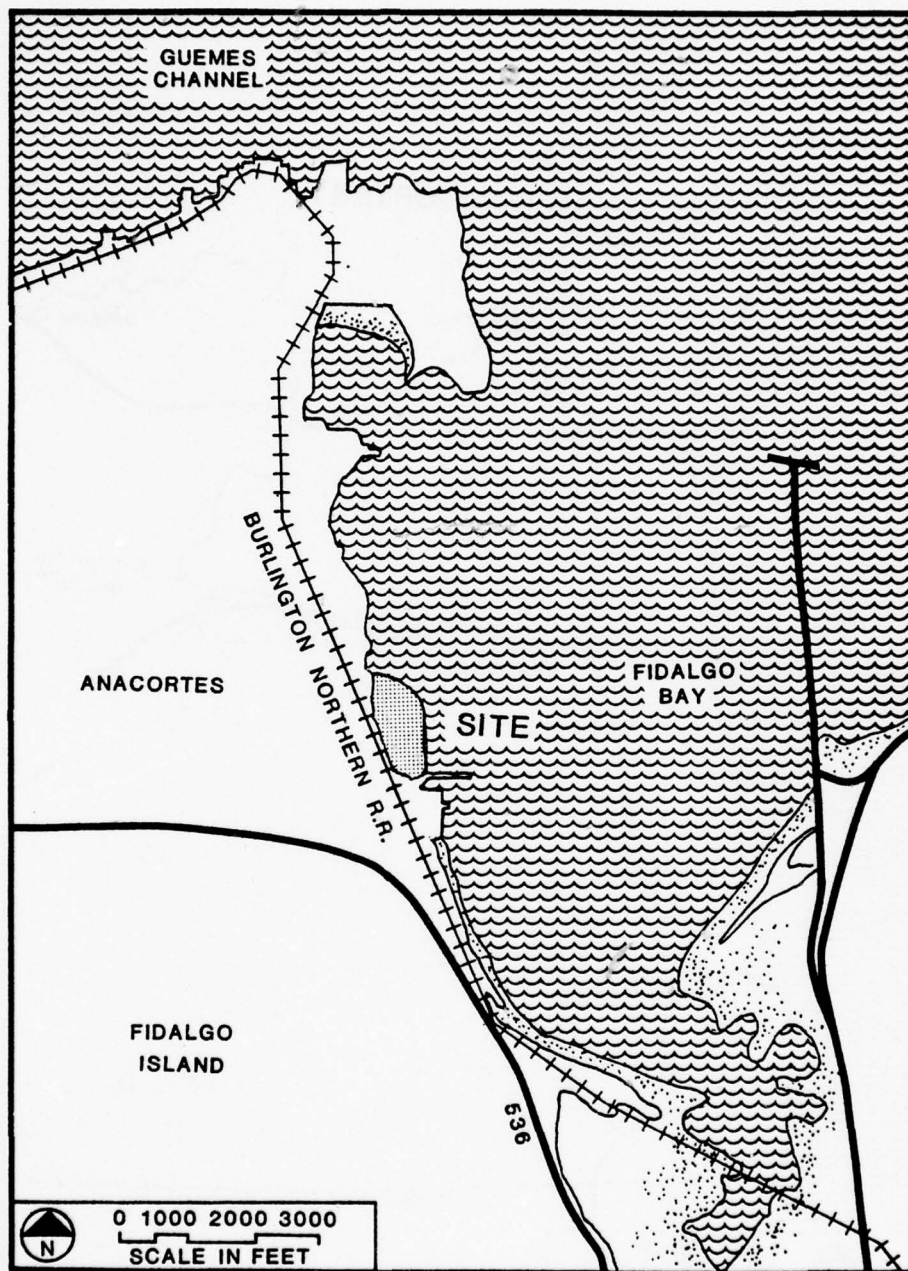 GUEMES
CHANNEL
BURLINGTON NORTHERN R.R.
ANACORTES
FIDALGO
BAY
SITE
FIDALGO
ISLAND
536
N
0 1000 2000 3000
SCALE IN FEET